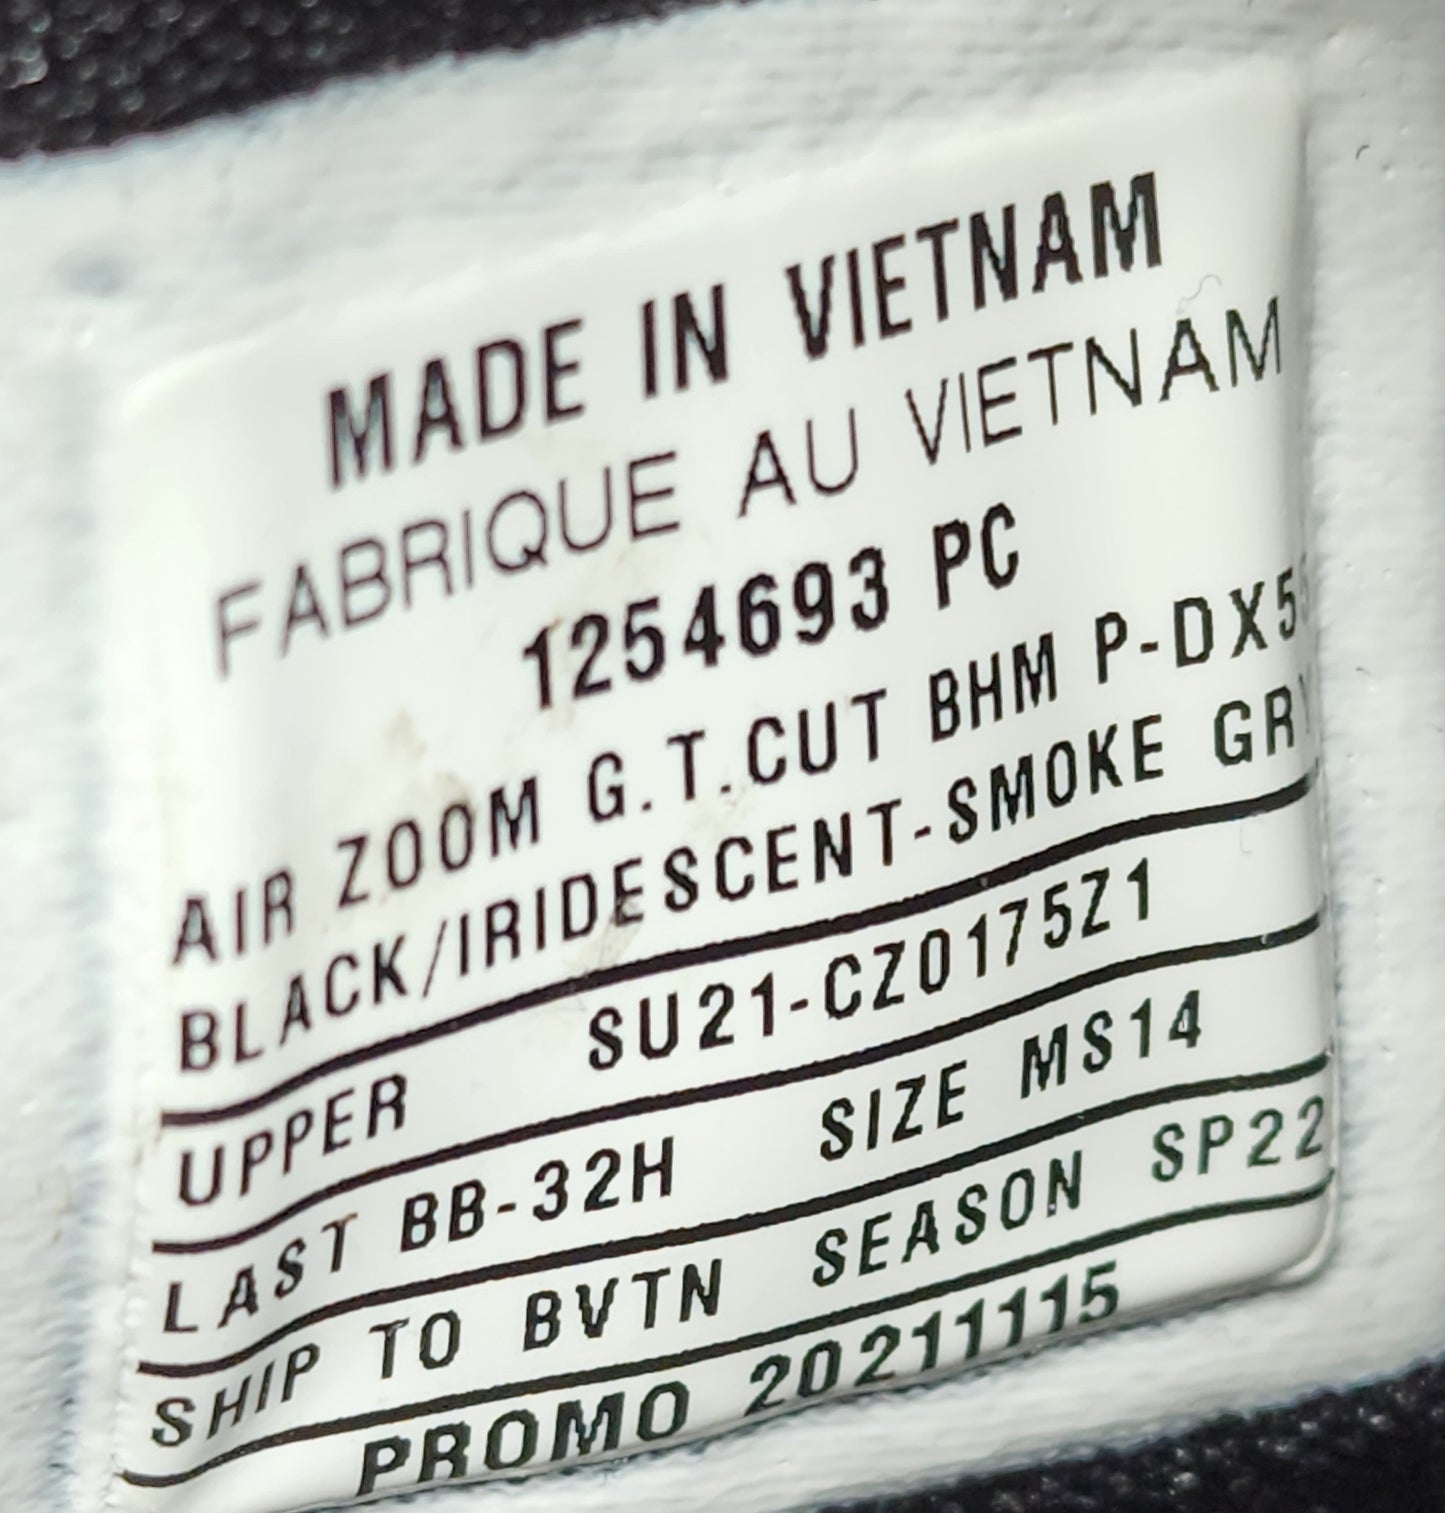 MADE IN VIETNAM
FABRIQUE AU VIETNAM
1254693 PC
AIR ZOOM G.T.CUT BHM P-DX5
BLACK/IRIDESCENT-SMOKE GR
UPPER SU21-CZ0175Z1
LAST BB-32H SIZE MS14
SHIP TO BVTN SEASON SP22
PROMO 20211115